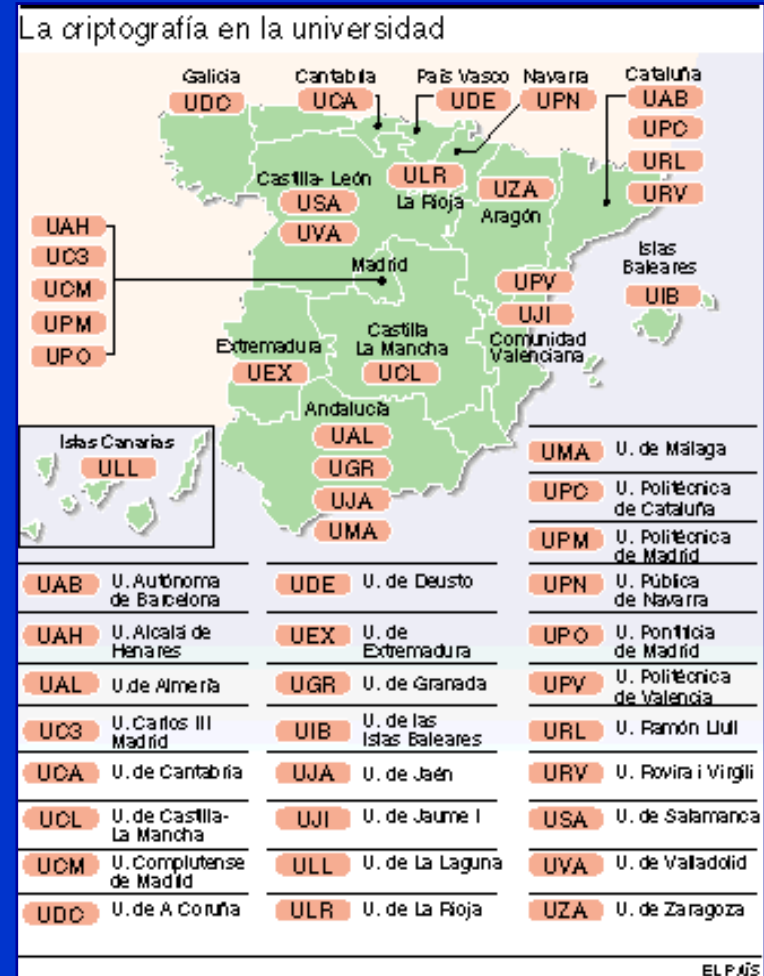 La criptografía en la universidad
Galicia
UDC
Cantabria
UCA
País Vasco
UDE
Navarra
UPN
Cataluña
UAB
UPC
URL
URV
Castilla-León
USA
UVA
ULR
La Rioja
UZA
Aragón
UAH
UC3
UCM
UPM
UPO
Madrid
Islas
Baleares
UIB
UPV
UJI
Comunidad
Valenciana
Extremadura
UEX
Castilla
La Mancha
UCL
Andalucía
UAL
UGR
UJA
UMA
Islas Canarias
ULL
UAB U. Autónoma
de Barcelona
UAH U. Alcalá de
Henares
UAL U.de Almería
UC3 U. Carlos III
Madrid
UCA U. de Cantabria
UCL U. de Castilla-
La Mancha
UCM U. Complutense
de Madrid
UDC U. de A Coruña
UDE U. de Deusto
UEX U. de
Extremadura
UGR U. de Granada
UIB U. de las
Islas Baleares
UJA U. de Jaén
UJI U. de Jaume I
ULL U. de La Laguna
ULR U. de La Rioja
UMA U. de Málaga
UPC U. Politécnica
de Cataluña
UPM U. Politécnica
de Madrid
UPN U. Pública
de Navarra
UPO U. Pontificia
de Madrid
UPV U. Politécnica
de Valencia
URL U. Ramón Llull
URV U. Rovira i Virgili
USA U. de Salamanca
UVA U. de Valladolid
UZA U. de Zaragoza
EL PAÍS